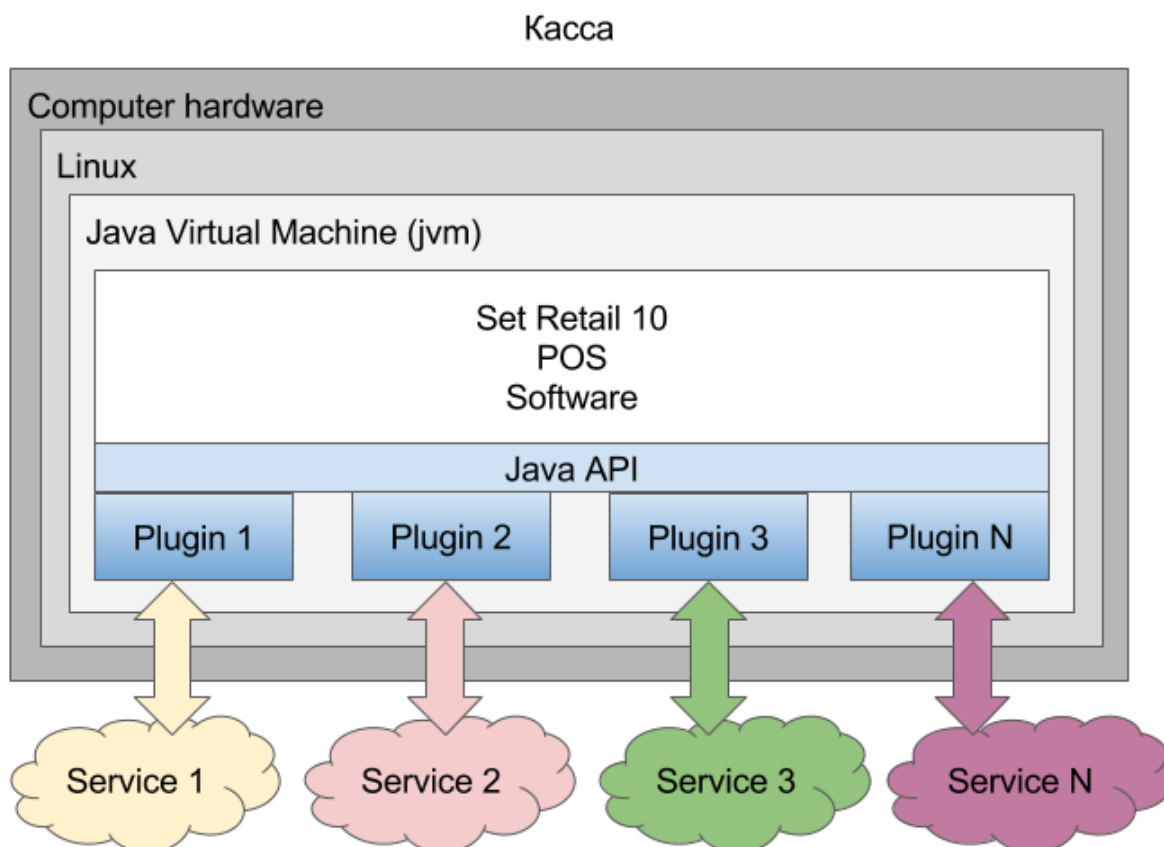 Касса
Computer hardware
Linux
Java Virtual Machine (jvm)
Set Retail 10
POS
Software
Java API
Plugin 1
Plugin 2
Plugin 3
Plugin N
Service 1
Service 2
Service 3
Service N